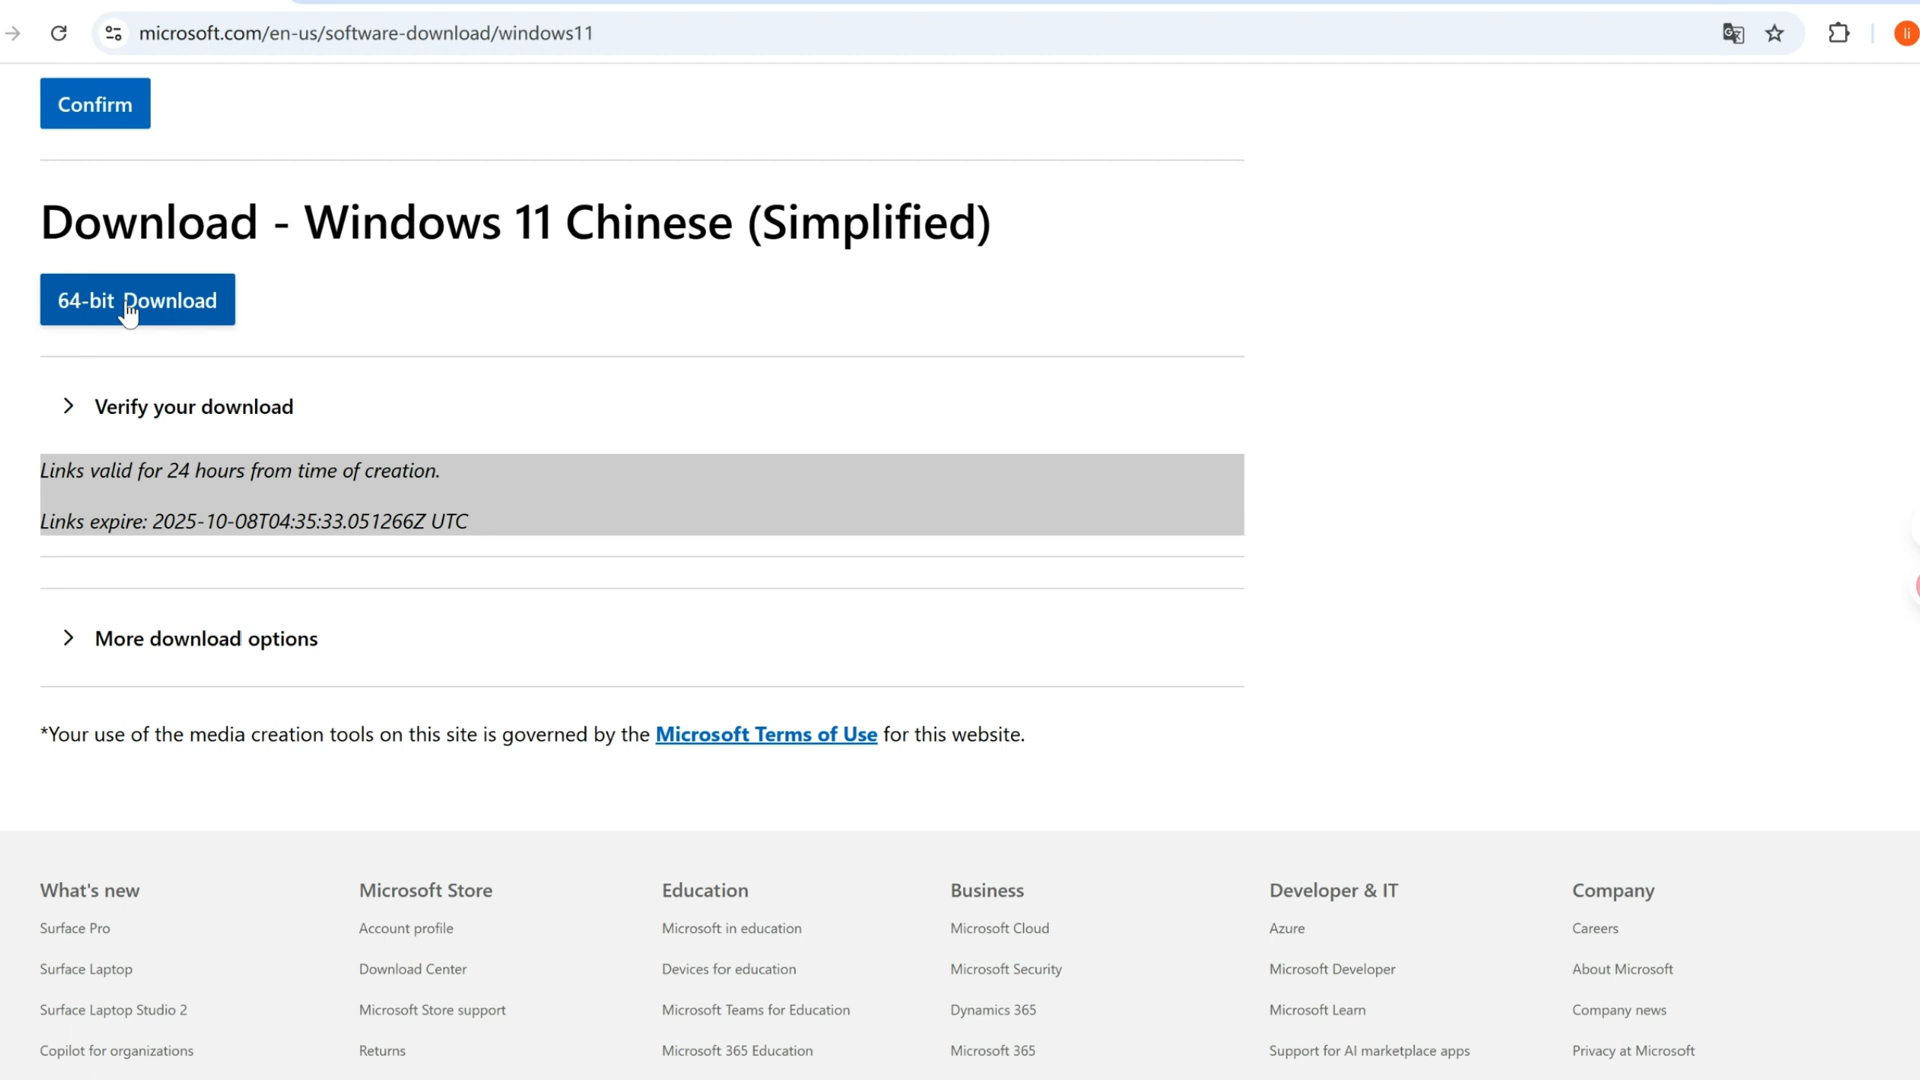 microsoft.com/en-us/software-download/windows11
li
Confirm
Download - Windows 11 Chinese (Simplified)
64-bit Download
Verify your download
Links valid for 24 hours from time of creation.
Links expire: 2025-10-08T04:35:33.051266Z UTC
More download options
*Your use of the media creation tools on this site is governed by the Microsoft Terms of Use for this website.
What's new
Surface Pro
Surface Laptop
Surface Laptop Studio 2
Copilot for organizations
Microsoft Store
Account profile
Download Center
Microsoft Store support
Returns
Education
Microsoft in education
Devices for education
Microsoft Teams for Education
Microsoft 365 Education
Business
Microsoft Cloud
Microsoft Security
Dynamics 365
Microsoft 365
Developer & IT
Azure
Microsoft Developer
Microsoft Learn
Support for AI marketplace apps
Company
Careers
About Microsoft
Company news
Privacy at Microsoft